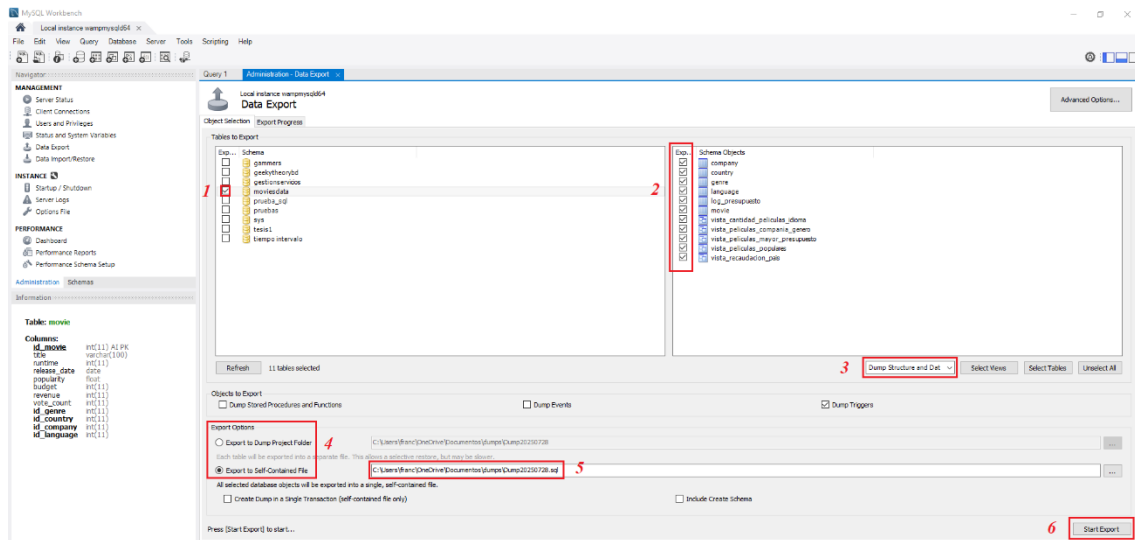 MySQL Workbench
Local instance wampmysqld64 ×
File Edit View Query Database Server Tools Scripting Help
Navigator
Query 1 Administration - Data Export ×
MANAGEMENT
Server Status
Client Connections
Users and Privileges
Status and System Variables
Data Export
Data Import/Restore
INSTANCE
Startup / Shutdown
Server Logs
Options File
PERFORMANCE
Dashboard
Performance Reports
Performance Schema Setup
Administration Schemas
Information
Table: movie
Columns:
id_movie int(11) AI PK
title varchar(100)
runtime int(11)
release_date date
popularity float
budget int(11)
revenue int(11)
vote_count int(11)
id_genre int(11)
id_country int(11)
id_company int(11)
id_language int(11)
Local instance wampmysqld64
Data Export
Advanced Options...
Object Selection Export Progress
Tables to Export
Exp... Schema
gammers
geekytheorybd
gestionservicios
1 moviesdata
prueba_sql
pruebas
sys
tesis1
tiempo intervalo
2
Exp... Schema Objects
company
country
genre
language
log_presupuesto
movie
vista_cantidad_peliculas_idioma
vista_peliculas_compania_genero
vista_peliculas_mayor_presupuesto
vista_peliculas_populares
vista_recaudacion_pais
Refresh 11 tables selected
3 Dump Structure and Dat Select Views Select Tables Unselect All
Objects to Export
Dump Stored Procedures and Functions Dump Events Dump Triggers
Export Options
4
Export to Dump Project Folder C:\Users\franc\OneDrive\Documentos\dumps\Dump20250728 ...
Each table will be exported into a separate file. This allows a selective restore, but may be slower.
Export to Self-Contained File C:\Users\franc\OneDrive\Documentos\dumps\Dump20250728.sql 5 ...
All selected database objects will be exported into a single, self-contained file.
Create Dump in a Single Transaction (self-contained file only) Include Create Schema
Press [Start Export] to start...
6 Start Export